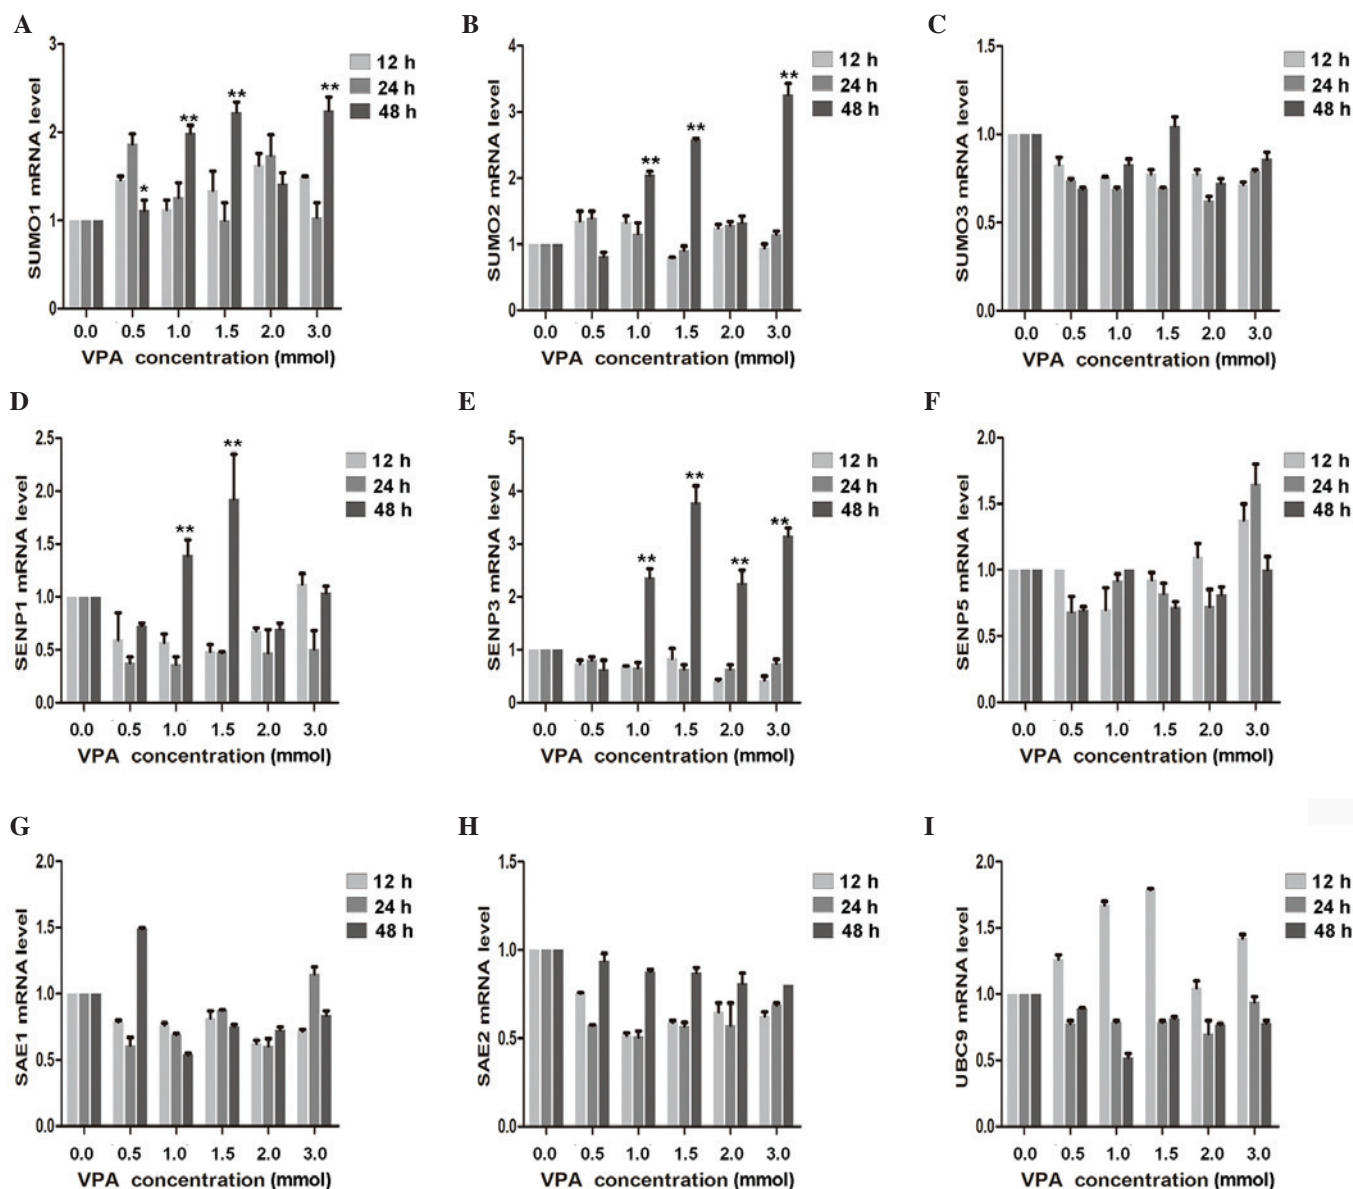 A
SUMO1 mRNA level
3
2
1
0
** ** **
*
12 h
24 h
48 h
0.0 0.5 1.0 1.5 2.0 3.0
VPA concentration (mmol)
B
SUMO2 mRNA level
4
3
2
1
0
** ** **
12 h
24 h
48 h
0.0 0.5 1.0 1.5 2.0 3.0
VPA concentration (mmol)
C
SUMO3 mRNA level
1.5
1.0
0.5
0.0
12 h
24 h
48 h
0.0 0.5 1.0 1.5 2.0 3.0
VPA concentration (mmol)
D
SENP1 mRNA level
2.5
2.0
1.5
1.0
0.5
0.0
** **
12 h
24 h
48 h
0.0 0.5 1.0 1.5 2.0 3.0
VPA concentration (mmol)
E
SENP3 mRNA level
5
4
3
2
1
0
** ** ** **
12 h
24 h
48 h
0.0 0.5 1.0 1.5 2.0 3.0
VPA concentration (mmol)
F
SENP5 mRNA level
2.0
1.5
1.0
0.5
0.0
12 h
24 h
48 h
0.0 0.5 1.0 1.5 2.0 3.0
VPA concentration (mmol)
G
SAE1 mRNA level
2.0
1.5
1.0
0.5
0.0
12 h
24 h
48 h
0.0 0.5 1.0 1.5 2.0 3.0
VPA concentration (mmol)
H
SAE2 mRNA level
1.5
1.0
0.5
0.0
12 h
24 h
48 h
0.0 0.5 1.0 1.5 2.0 3.0
VPA concentration (mmol)
I
UBC9 mRNA level
2.0
1.5
1.0
0.5
0.0
12 h
24 h
48 h
0.0 0.5 1.0 1.5 2.0 3.0
VPA concentration (mmol)